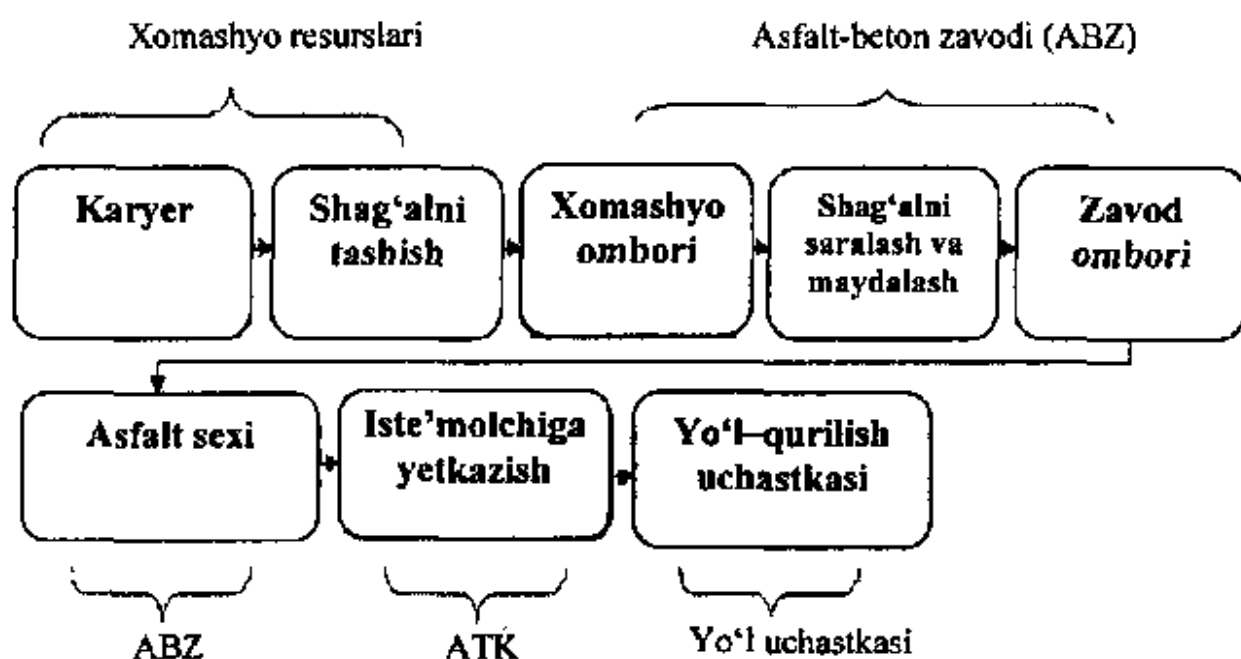 Xomashyo resurslari
Asfalt-beton zavodi (ABZ)
Karyer
Shag‘alni
tashish
Xomashyo
ombori
Shag‘alni
saralash va
maydalash
Zavod
ombori
Asfalt sexi
Iste’molchiga
yetkazish
Yo‘l–qurilish
uchastkasi
ABZ
ATK
Yo‘l uchastkasi